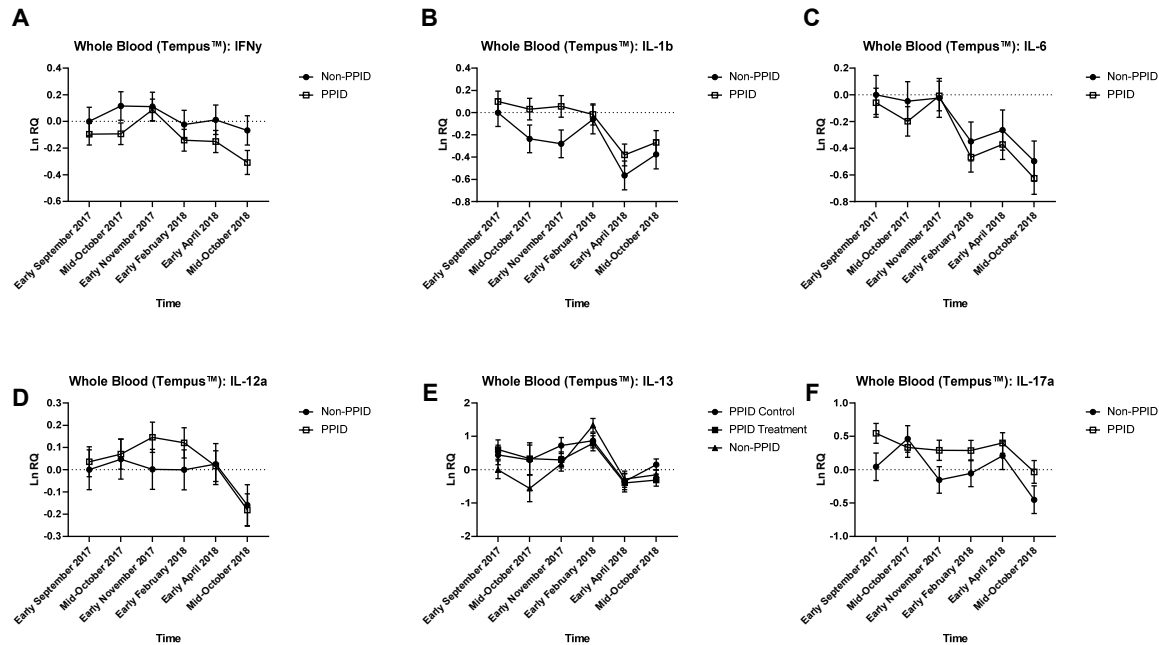 A
Whole Blood (Tempus™): IFNy
Ln RQ
0.4
0.2
0.0
-0.2
-0.4
-0.6
Early September 2017
Mid-October 2017
Early November 2017
Early February 2018
Early April 2018
Mid-October 2018
Time
Non-PPID
PPID
B
Whole Blood (Tempus™): IL-1b
Ln RQ
0.4
0.2
0.0
-0.2
-0.4
-0.6
-0.8
Early September 2017
Mid-October 2017
Early November 2017
Early February 2018
Early April 2018
Mid-October 2018
Time
Non-PPID
PPID
C
Whole Blood (Tempus™): IL-6
Ln RQ
0.2
0.0
-0.2
-0.4
-0.6
-0.8
Early September 2017
Mid-October 2017
Early November 2017
Early February 2018
Early April 2018
Mid-October 2018
Time
Non-PPID
PPID
D
Whole Blood (Tempus™): IL-12a
Ln RQ
0.3
0.2
0.1
0.0
-0.1
-0.2
-0.3
Early September 2017
Mid-October 2017
Early November 2017
Early February 2018
Early April 2018
Mid-October 2018
Time
Non-PPID
PPID
E
Whole Blood (Tempus™): IL-13
Ln RQ
2
1
0
-1
-2
Early September 2017
Mid-October 2017
Early November 2017
Early February 2018
Early April 2018
Mid-October 2018
Time
PPID Control
PPID Treatment
Non-PPID
F
Whole Blood (Tempus™): IL-17a
Ln RQ
1.0
0.5
0.0
-0.5
-1.0
Early September 2017
Mid-October 2017
Early November 2017
Early February 2018
Early April 2018
Mid-October 2018
Time
Non-PPID
PPID